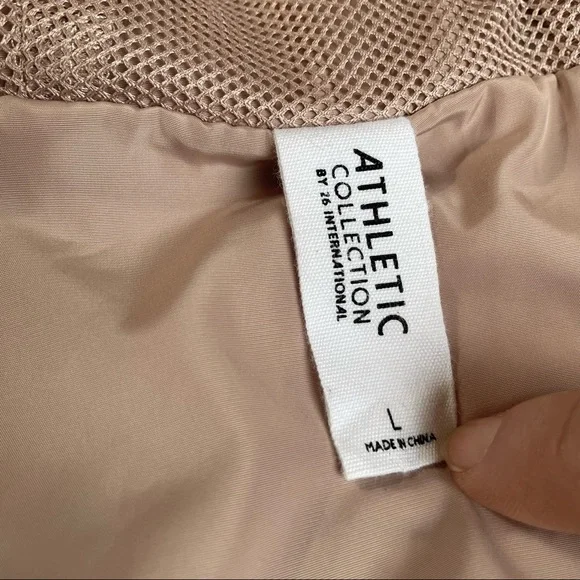 ATHLETIC
COLLECTION
BY 26 INTERNATIONAL
L
MADE IN CHINA